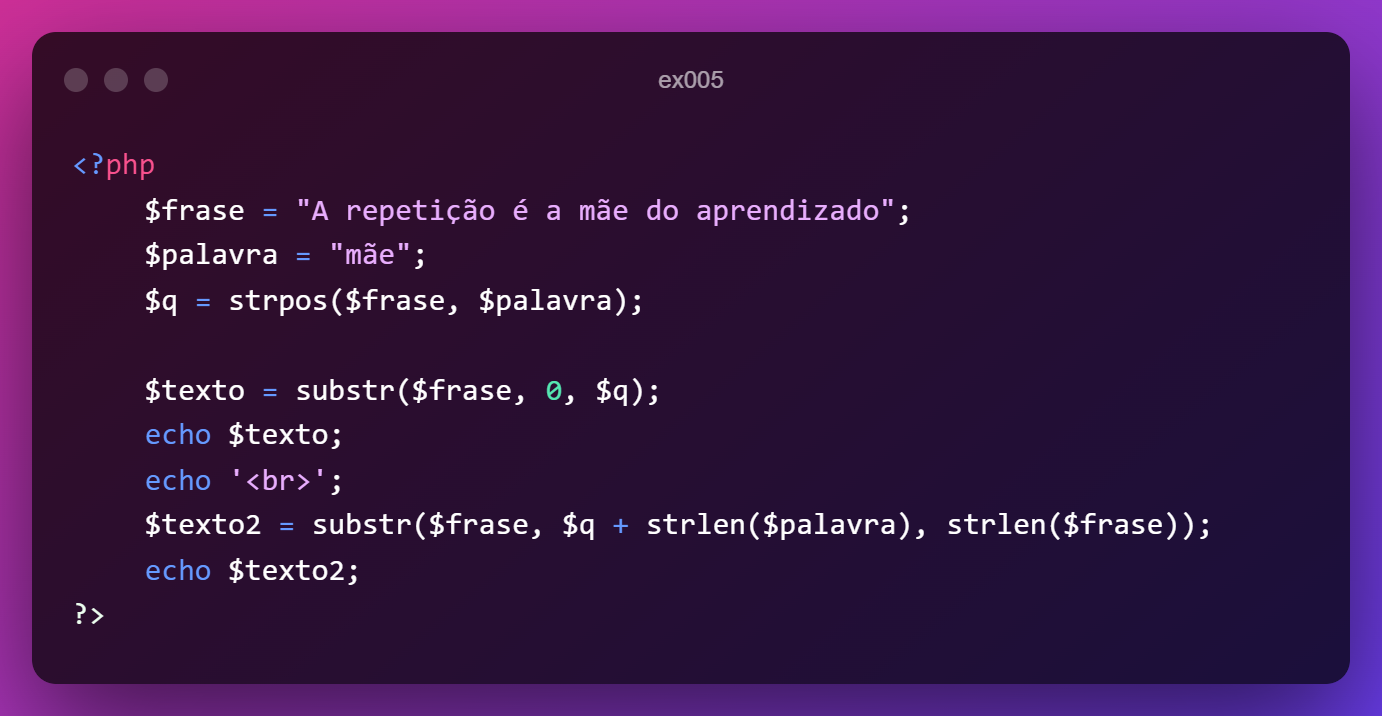 ex005
<?php
    $frase = "A repetição é a mãe do aprendizado";
    $palavra = "mãe";
    $q = strpos($frase, $palavra);

    $texto = substr($frase, 0, $q);
    echo $texto;
    echo '<br>';
    $texto2 = substr($frase, $q + strlen($palavra), strlen($frase));
    echo $texto2;
?>